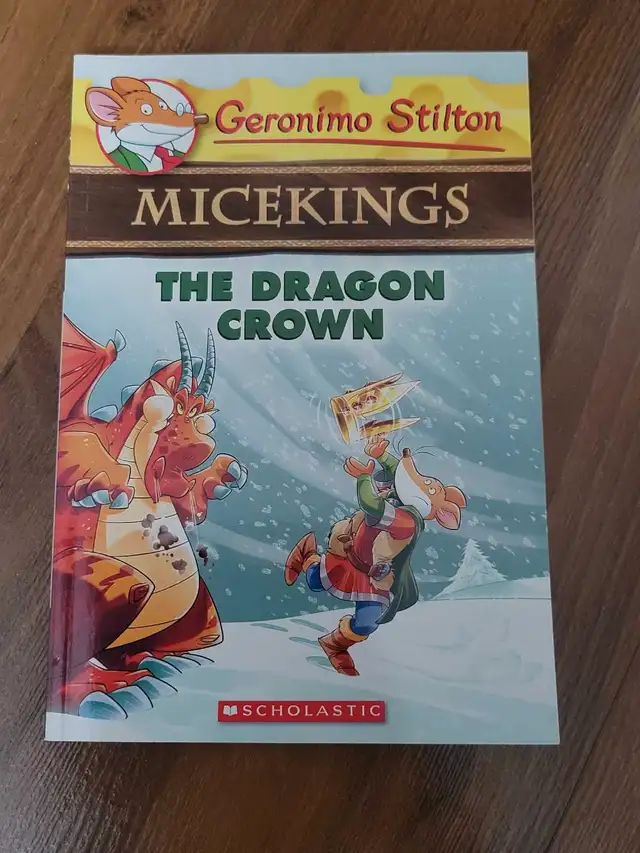 Geronimo Stilton
MICEKINGS
THE DRAGON
CROWN
SCHOLASTIC